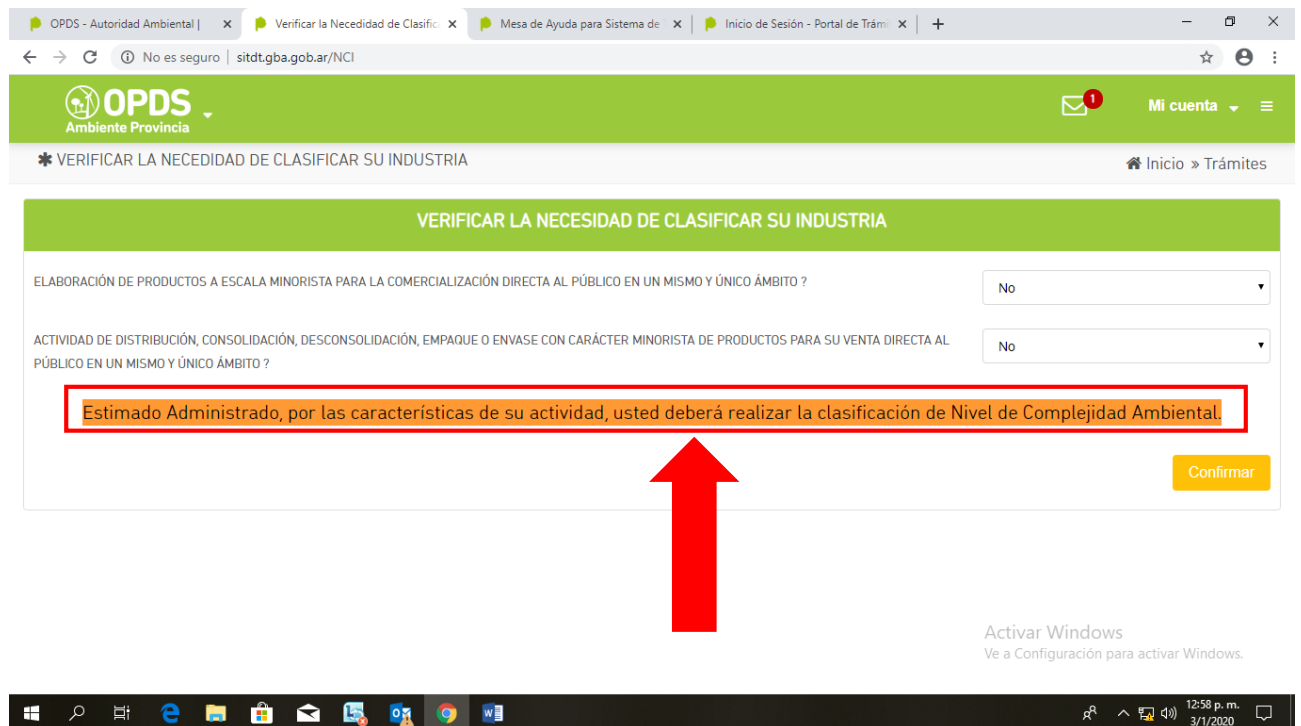 OPDS - Autoridad Ambiental |
Verificar la Necedidad de Clasific
Mesa de Ayuda para Sistema de
Inicio de Sesión - Portal de Trámi
No es seguro | sitdt.gba.gob.ar/NCI
OPDS
Ambiente Provincia
1
Mi cuenta
✱ VERIFICAR LA NECEDIDAD DE CLASIFICAR SU INDUSTRIA
Inicio » Trámites
VERIFICAR LA NECESIDAD DE CLASIFICAR SU INDUSTRIA
ELABORACIÓN DE PRODUCTOS A ESCALA MINORISTA PARA LA COMERCIALIZACIÓN DIRECTA AL PÚBLICO EN UN MISMO Y ÚNICO ÁMBITO ?
No
ACTIVIDAD DE DISTRIBUCIÓN, CONSOLIDACIÓN, DESCONSOLIDACIÓN, EMPAQUE O ENVASE CON CARÁCTER MINORISTA DE PRODUCTOS PARA SU VENTA DIRECTA AL
PÚBLICO EN UN MISMO Y ÚNICO ÁMBITO ?
No
Estimado Administrado, por las características de su actividad, usted deberá realizar la clasificación de Nivel de Complejidad Ambiental.
Confirmar
Activar Windows
Ve a Configuración para activar Windows.
12:58 p. m.
3/1/2020